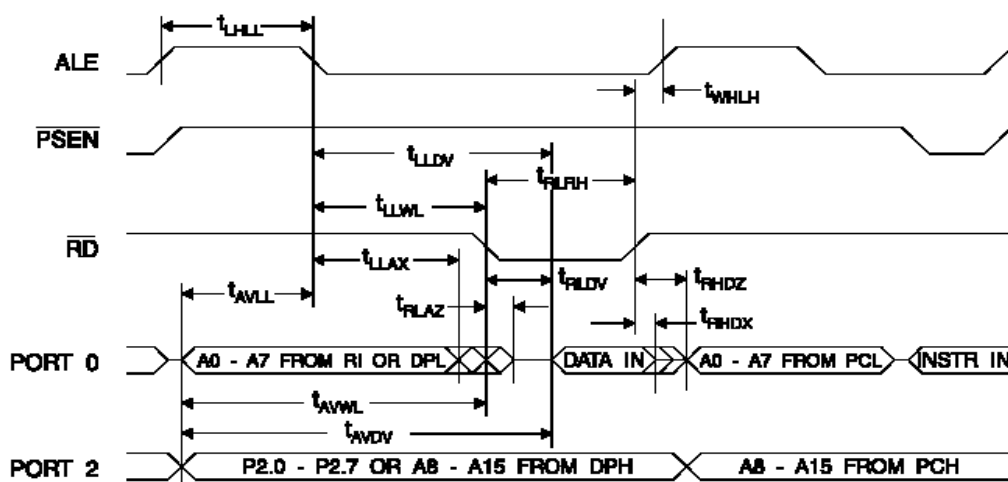 tLHLL
ALE
tWHLH
PSEN
tLLDV
tRLRH
tLLWL
RD
tLLAX
tRLDV
tRHDZ
tAVLL
tRLAZ
tRHDX
PORT 0
A0 - A7 FROM RI OR DPL
DATA IN
A0 - A7 FROM PCL
INSTR IN
tAVWL
tAVDV
PORT 2
P2.0 - P2.7 OR A8 - A15 FROM DPH
A8 - A15 FROM PCH